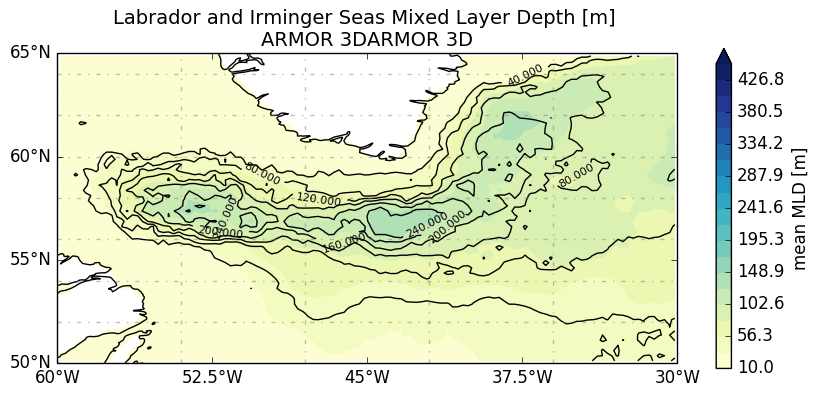 Labrador and Irminger Seas Mixed Layer Depth [m]
ARMOR 3DARMOR 3D
65°N
60°N
55°N
50°N
60°W
52.5°W
45°W
37.5°W
30°W
40.000
80.000
120.000
80.000
200.000
160.000
240.000
200.000
426.8
380.5
334.2
287.9
241.6
195.3
148.9
102.6
56.3
10.0
mean MLD [m]